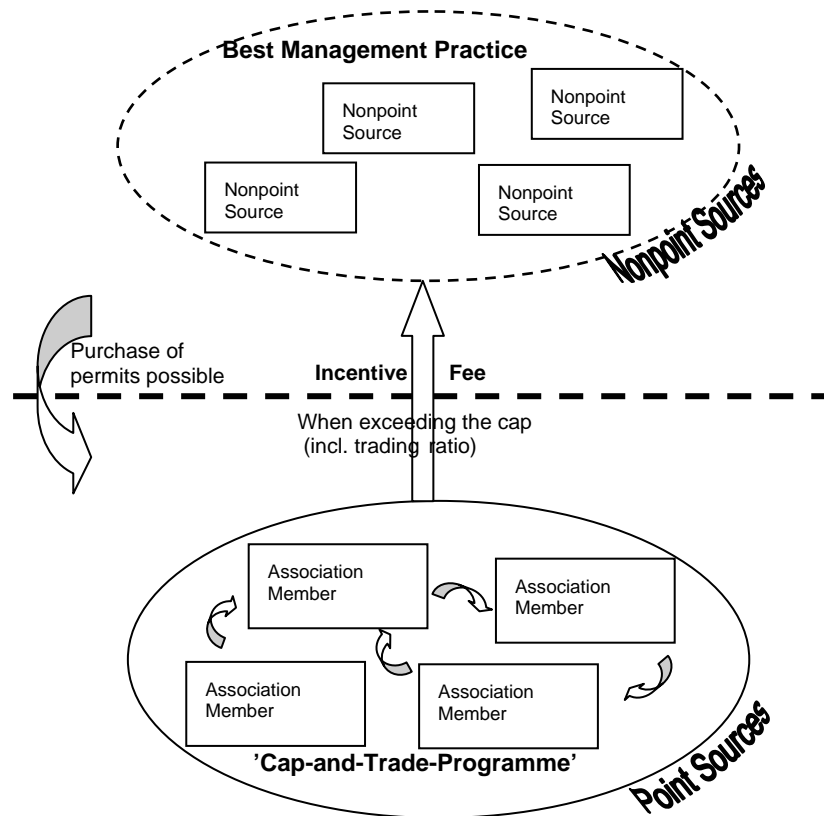 Best Management Practice
Nonpoint
Source
Nonpoint
Source
Nonpoint
Source
Nonpoint
Source
Nonpoint Sources
Purchase of
permits possible
Incentive Fee
When exceeding the cap
(incl. trading ratio)
Association
Member
Association
Member
Association
Member
Association
Member
'Cap-and-Trade-Programme'
Point Sources